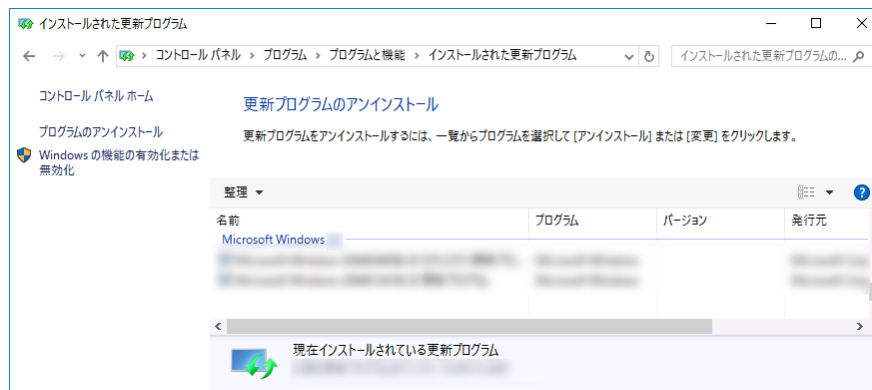 インストールされた更新プログラム
コントロール パネル › プログラム › プログラムと機能 › インストールされた更新プログラム
インストールされた更新プログラムの...
コントロール パネル ホーム
プログラムのアンインストール
Windows の機能の有効化または
無効化
更新プログラムのアンインストール
更新プログラムをアンインストールするには、一覧からプログラムを選択して [アンインストール] または [変更] をクリックします。
整理
名前 プログラム バージョン 発行元
Microsoft Windows
現在インストールされている更新プログラム